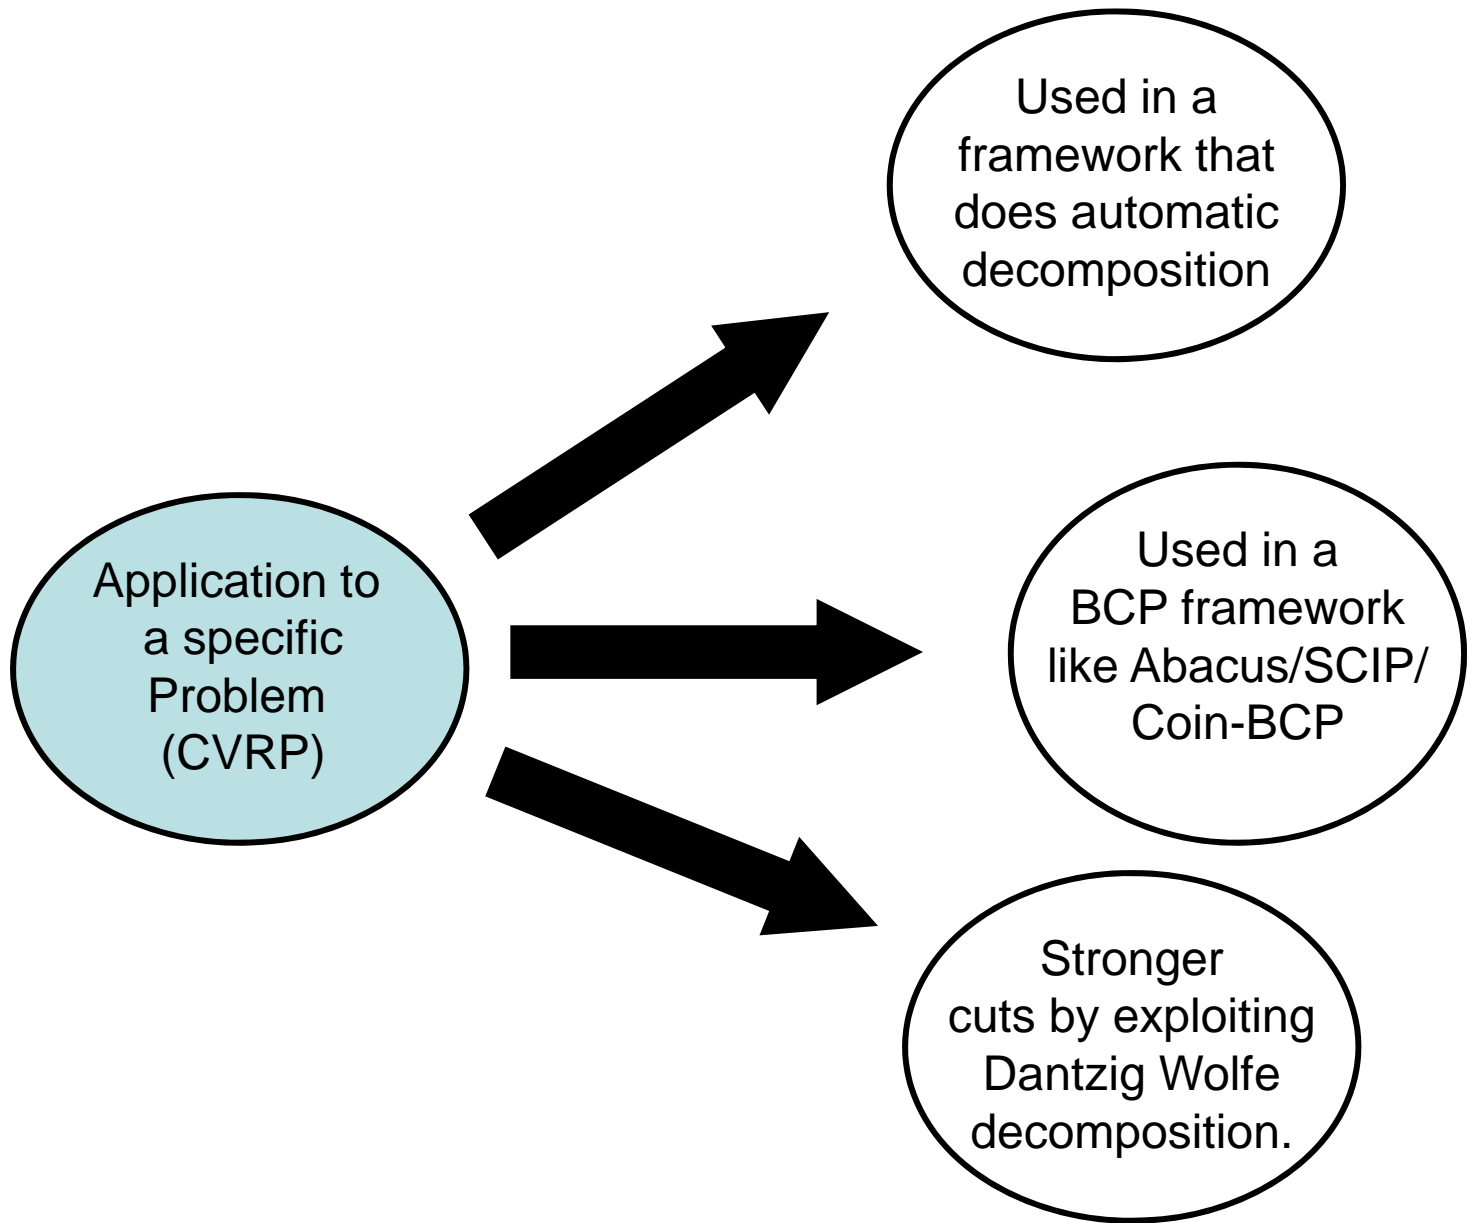 Used in a
framework that
does automatic
decomposition
Application to
a specific
Problem
(CVRP)
Used in a
BCP framework
like Abacus/SCIP/
Coin-BCP
Stronger
cuts by exploiting
Dantzig Wolfe
decomposition.